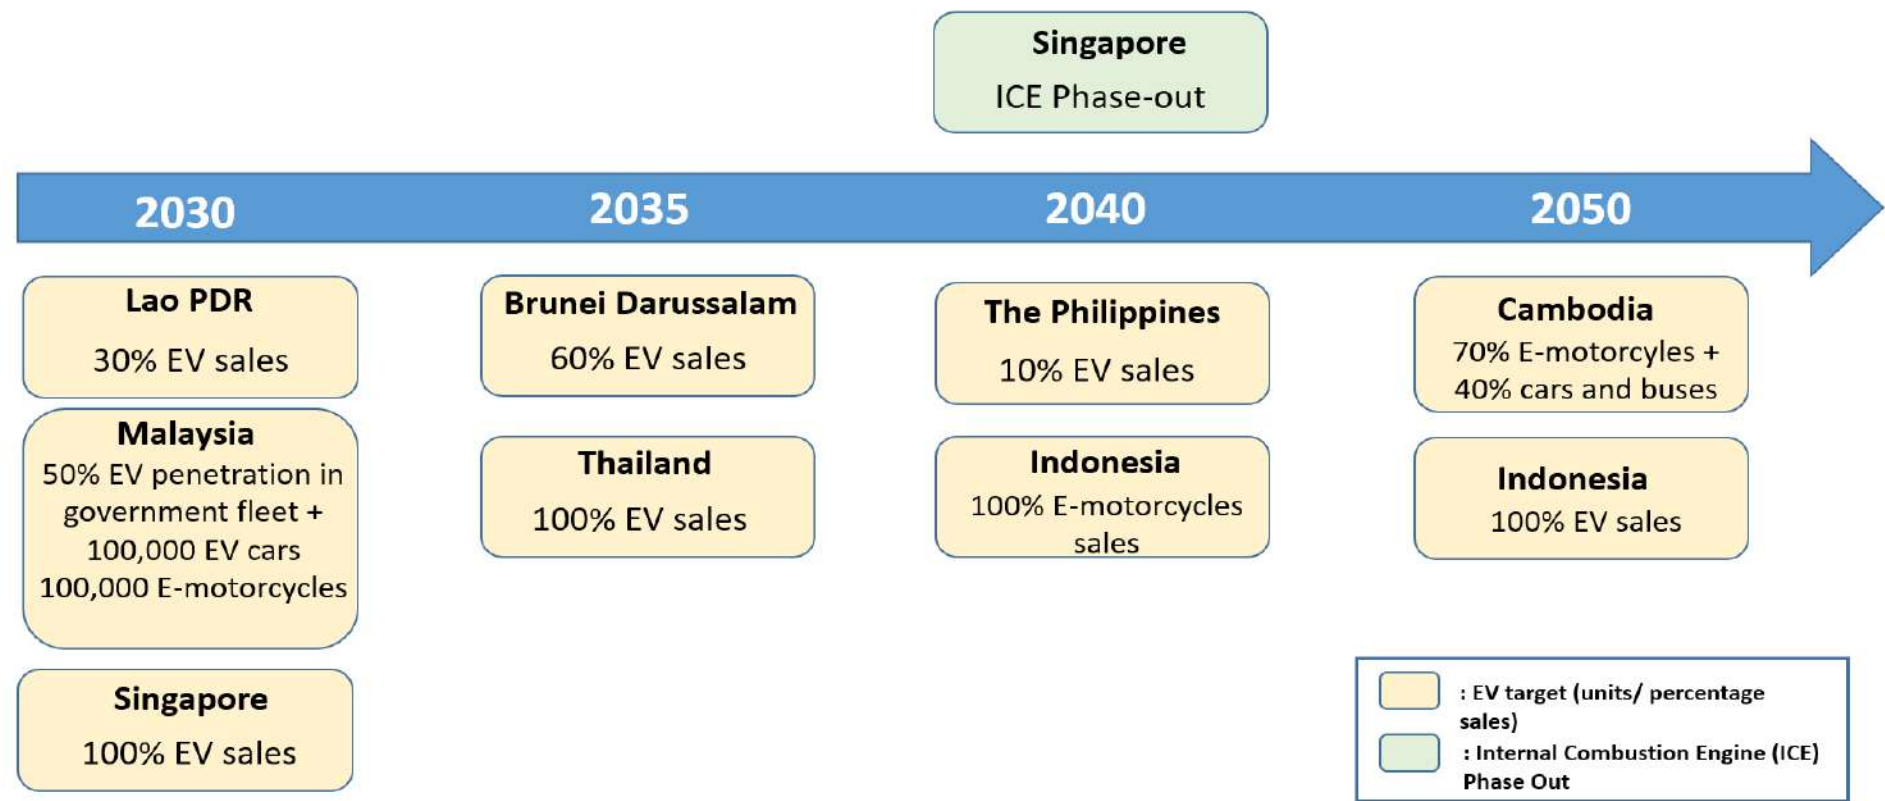 Singapore
ICE Phase-out
2030
2035
2040
2050
Lao PDR
30% EV sales
Malaysia
50% EV penetration in
government fleet +
100,000 EV cars
100,000 E-motorcycles
Singapore
100% EV sales
Brunei Darussalam
60% EV sales
Thailand
100% EV sales
The Philippines
10% EV sales
Indonesia
100% E-motorcycles
sales
Cambodia
70% E-motorcyles +
40% cars and buses
Indonesia
100% EV sales
: EV target (units/ percentage
sales)
: Internal Combustion Engine (ICE)
Phase Out